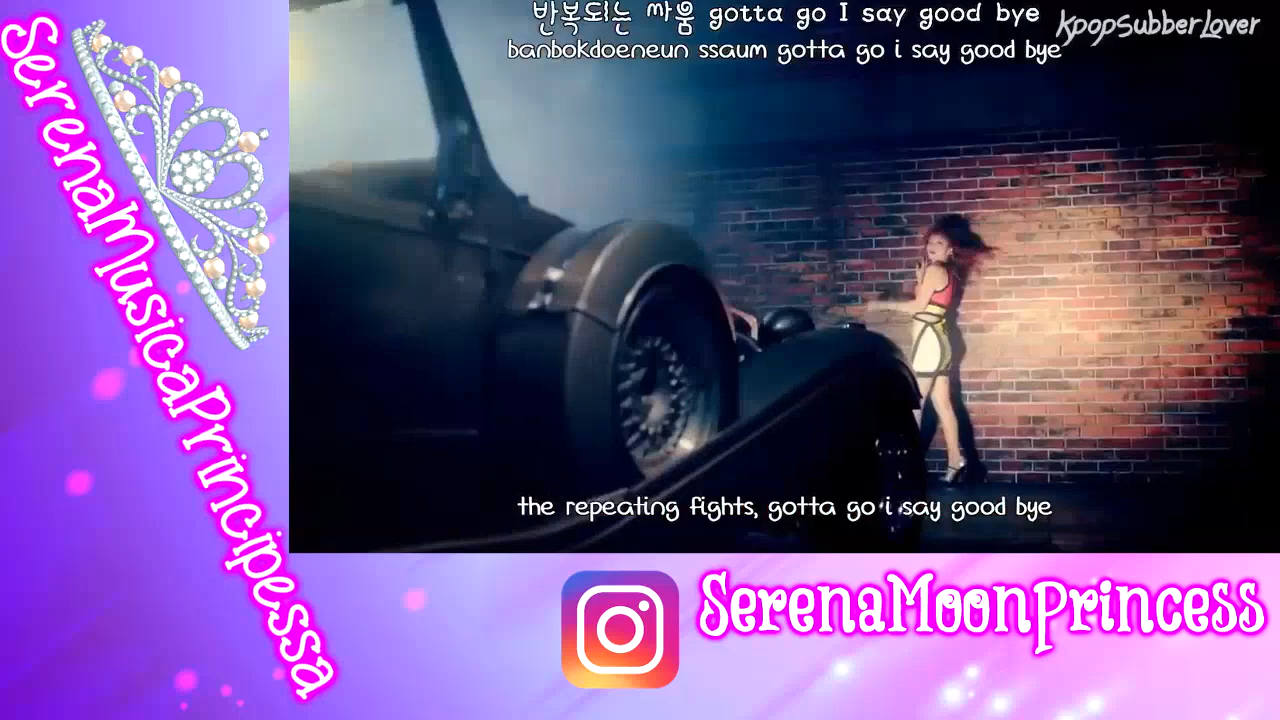 반복되는 싸움 gotta go I say good bye
banbokdoeneun ssaum gotta go i say good bye
KpopSubberLover
SerenaMusicaPrincipessa
the repeating fights, gotta go i say good bye
SerenaMoonPrincess